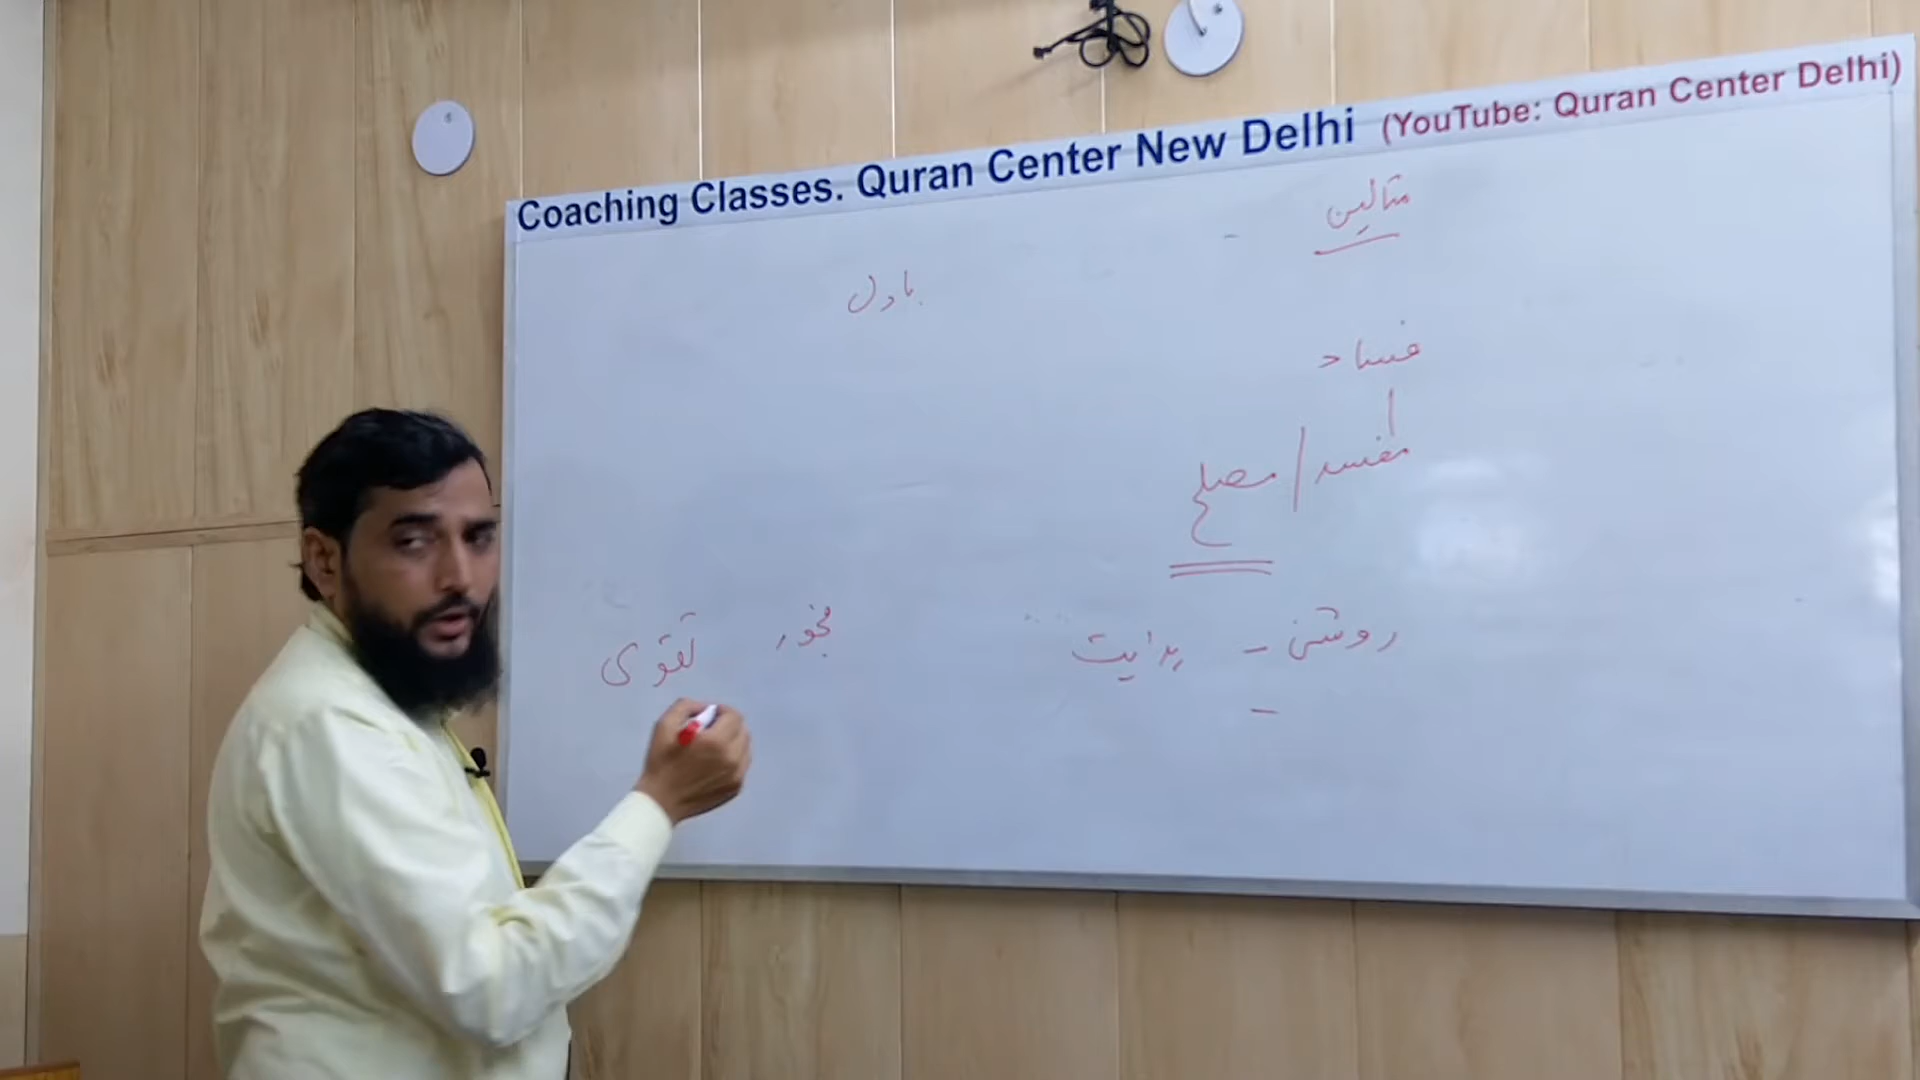 Coaching Classes. Quran Center New Delhi (YouTube: Quran Center Delhi)
مثالیں
بادل
فساد
مفسد / مصلح
روشنی - ہدایت
فجور تقوی